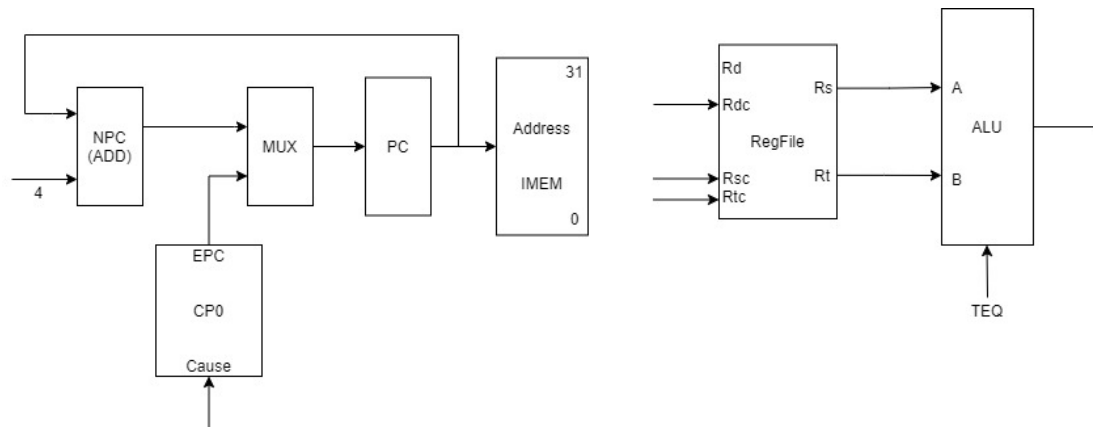 NPC
(ADD)
4
MUX
PC
31
Address
IMEM
0
EPC
CP0
Cause
Rd
Rdc
Rs
RegFile
Rsc
Rtc
Rt
A
ALU
B
TEQ